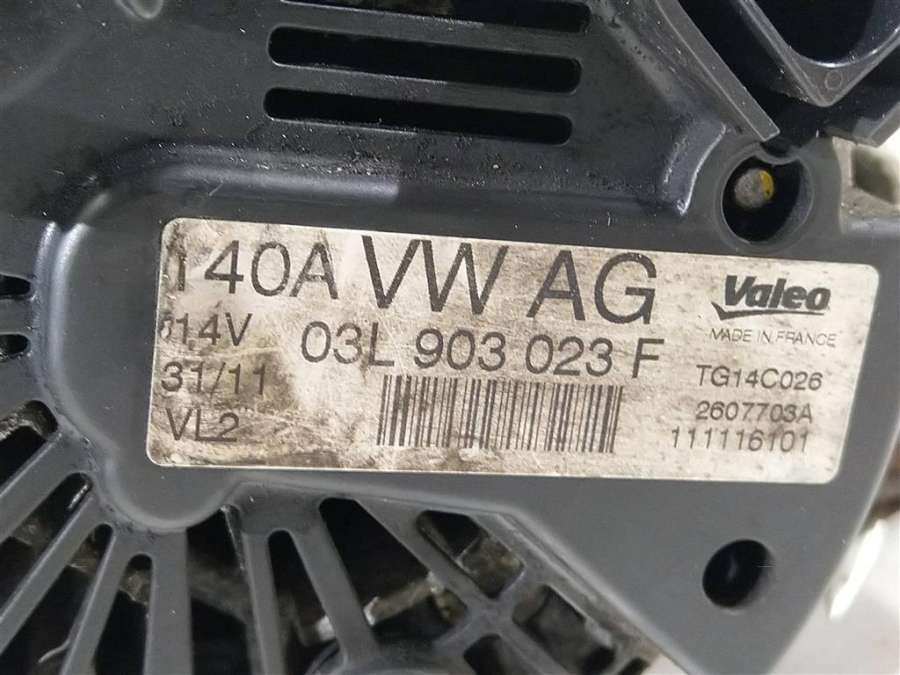 140A VW AG
14V
03L 903 023 F
31/11
VL2
Valeo
MADE IN FRANCE
TG14C026
2607703A
111116101